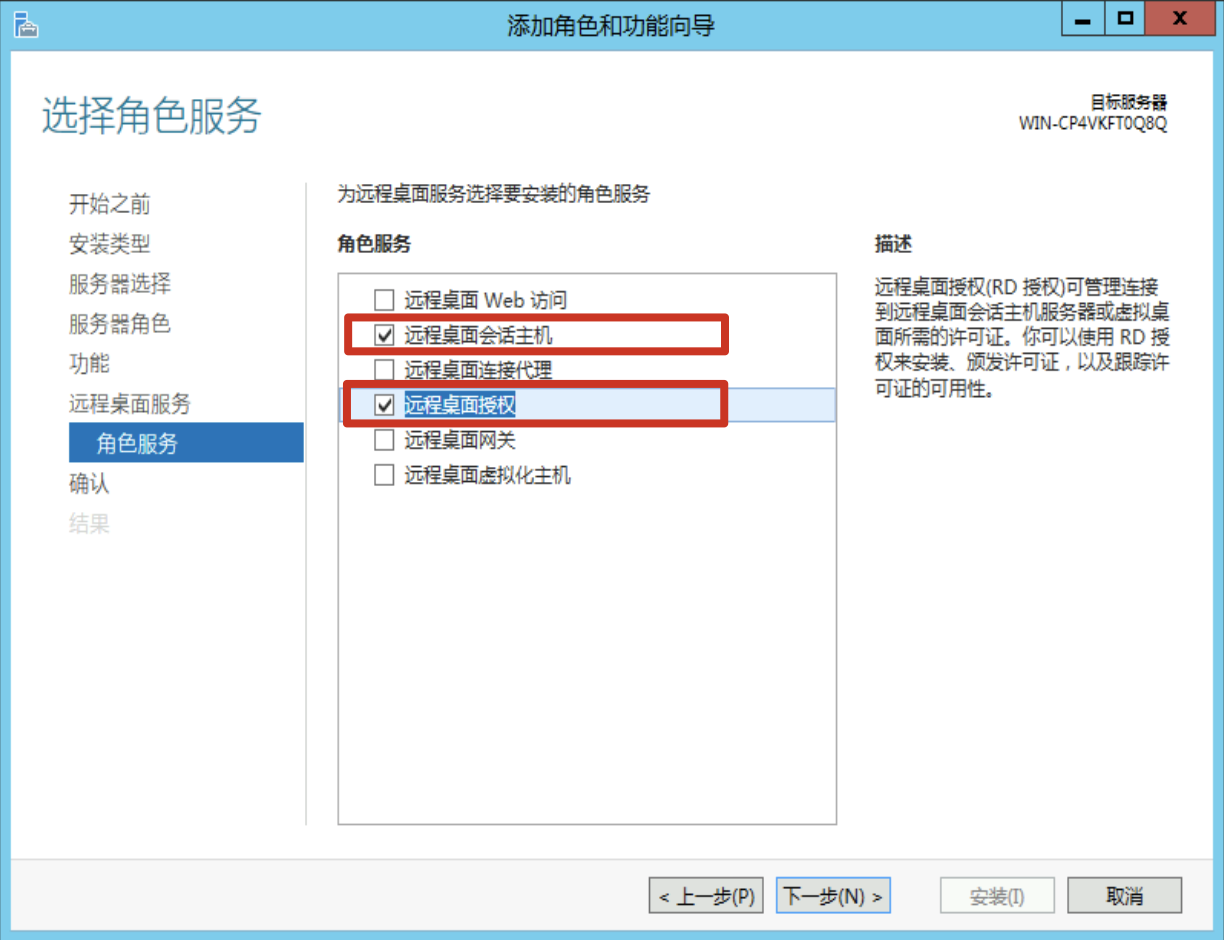 添加角色和功能向导
选择角色服务
目标服务器
WIN-CP4VKFT0Q8Q
开始之前
安装类型
服务器选择
服务器角色
功能
远程桌面服务
角色服务
确认
结果
为远程桌面服务选择要安装的角色服务
角色服务
远程桌面 Web 访问
远程桌面会话主机
远程桌面连接代理
远程桌面授权
远程桌面网关
远程桌面虚拟化主机
描述
远程桌面授权(RD 授权)可管理连接
到远程桌面会话主机服务器或虚拟桌
面所需的许可证。你可以使用 RD 授
权来安装、颁发许可证，以及跟踪许
可证的可用性。
< 上一步(P)
下一步(N) >
安装(I)
取消